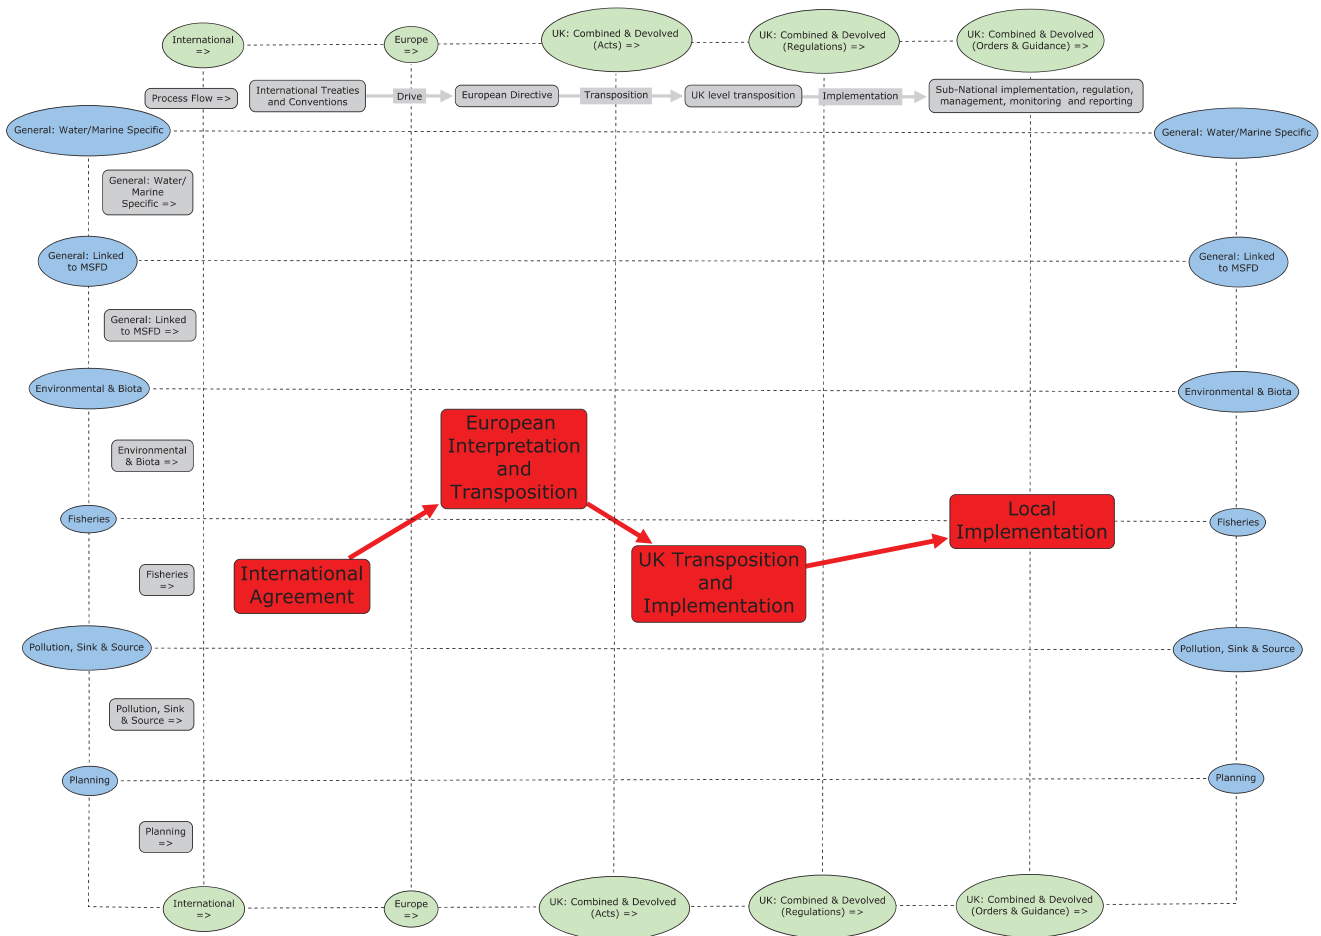 International
=>
Europe
=>
UK: Combined & Devolved
(Acts) =>
UK: Combined & Devolved
(Regulations) =>
UK: Combined & Devolved
(Orders & Guidance) =>
Process Flow =>
International Treaties
and Conventions
Drive
European Directive
Transposition
UK level transposition
Implementation
Sub-National implementation, regulation,
management, monitoring and reporting
General: Water/Marine Specific
General: Water/Marine Specific
General: Water/
Marine
Specific =>
General: Linked
to MSFD
General: Linked
to MSFD
General: Linked
to MSFD =>
Environmental & Biota
Environmental & Biota
European
Interpretation
and
Transposition
Environmental
& Biota =>
Fisheries
Local
Implementation
Fisheries
Fisheries
=>
International
Agreement
UK Transposition
and
Implementation
Pollution, Sink & Source
Pollution, Sink & Source
Pollution, Sink
& Source =>
Planning
Planning
Planning
=>
International
=>
Europe
=>
UK: Combined & Devolved
(Acts) =>
UK: Combined & Devolved
(Regulations) =>
UK: Combined & Devolved
(Orders & Guidance) =>